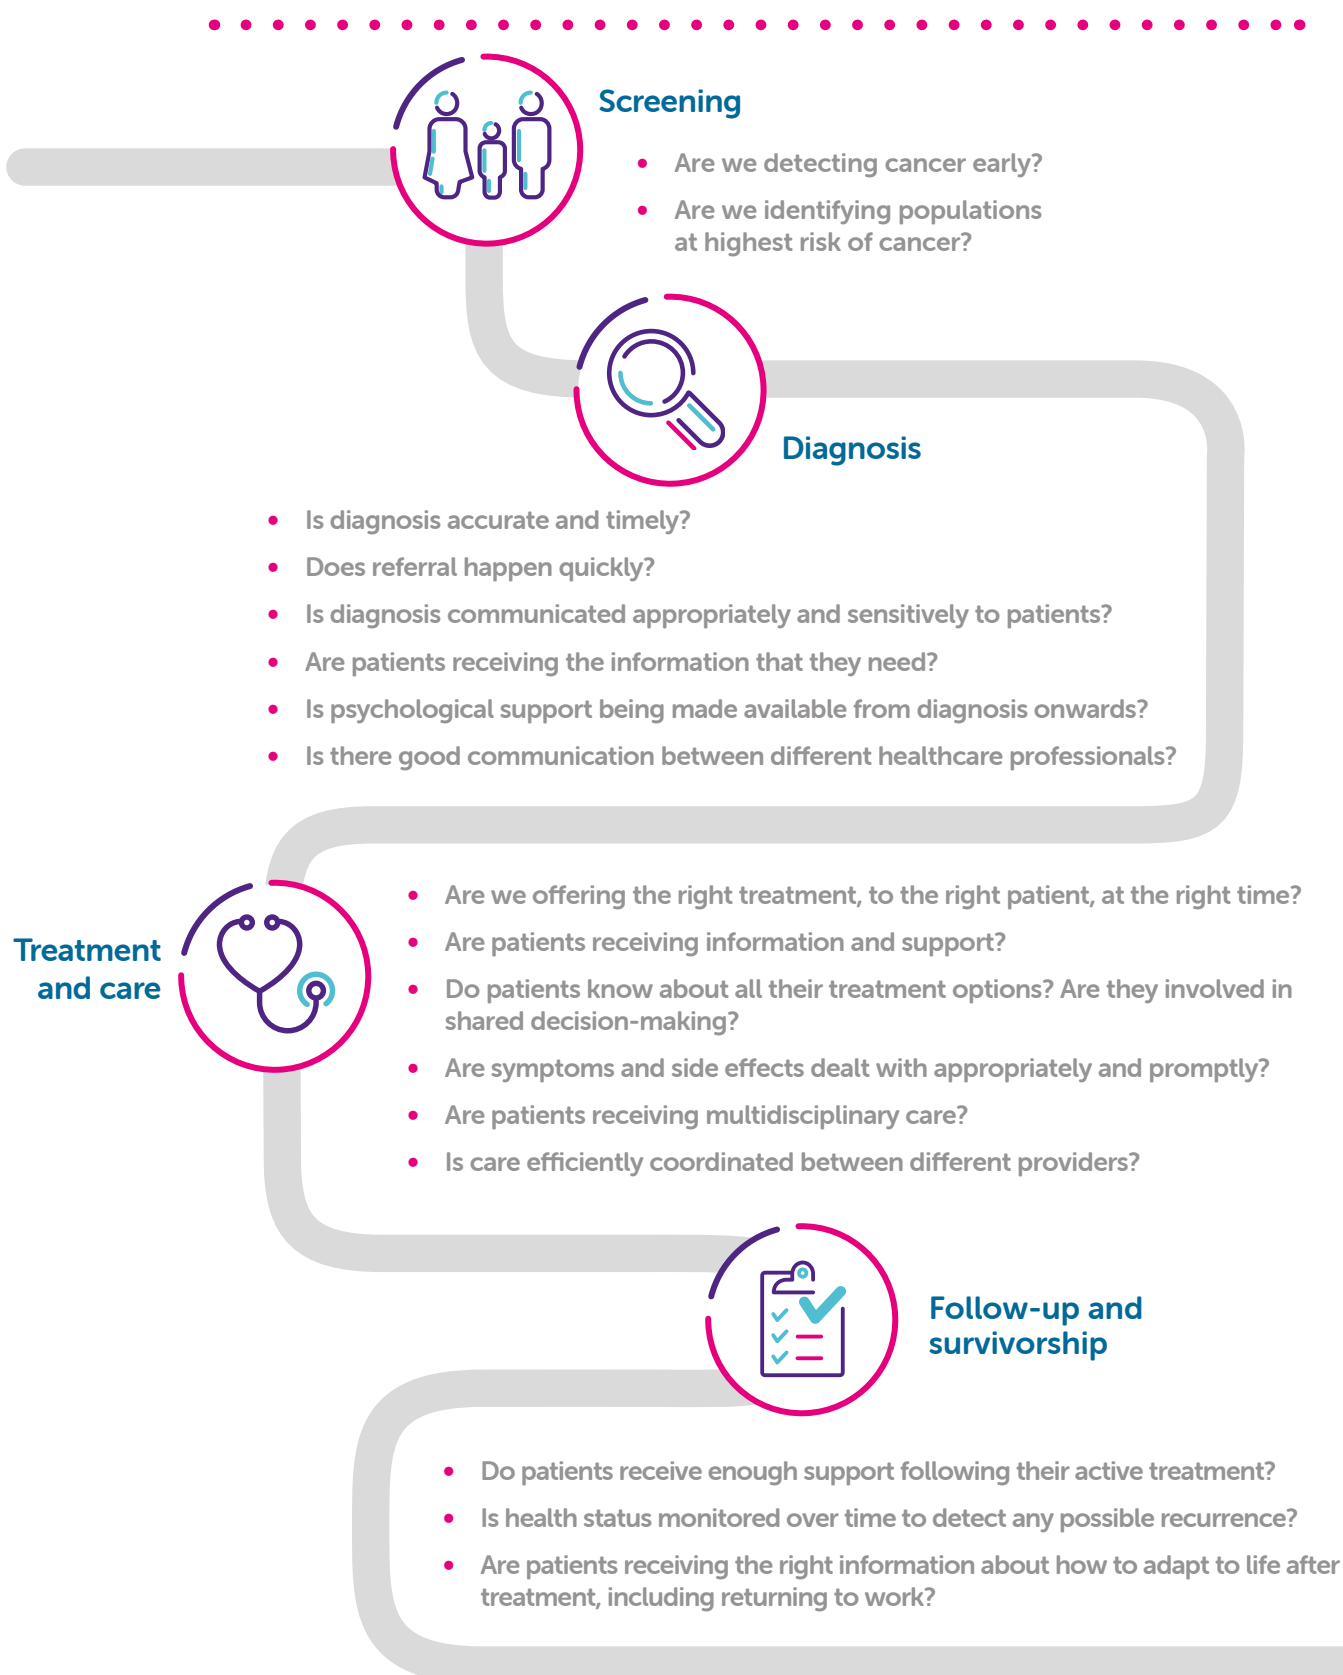 Screening
• Are we detecting cancer early?
• Are we identifying populations
at highest risk of cancer?
Diagnosis
• Is diagnosis accurate and timely?
• Does referral happen quickly?
• Is diagnosis communicated appropriately and sensitively to patients?
• Are patients receiving the information that they need?
• Is psychological support being made available from diagnosis onwards?
• Is there good communication between different healthcare professionals?
Treatment
and care
• Are we offering the right treatment, to the right patient, at the right time?
• Are patients receiving information and support?
• Do patients know about all their treatment options? Are they involved in
shared decision-making?
• Are symptoms and side effects dealt with appropriately and promptly?
• Are patients receiving multidisciplinary care?
• Is care efficiently coordinated between different providers?
Follow-up and
survivorship
• Do patients receive enough support following their active treatment?
• Is health status monitored over time to detect any possible recurrence?
• Are patients receiving the right information about how to adapt to life after
treatment, including returning to work?